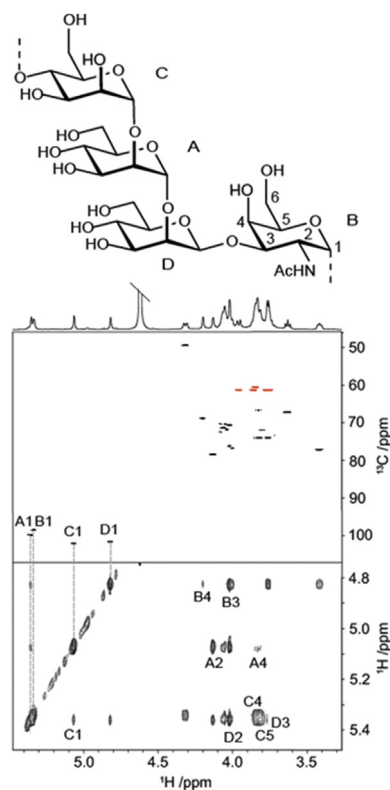 OH
OH
O
O
C
HO
HO
O
HO
O
A
HO
HO
OH
O
HO
O
HO
6
HO
O
4
5
O
B
HO
O
3
2
1
HO
AcHN
D
50
60
70
80
90
100
¹³C /ppm
A1
B1
C1
D1
4.8
B4
B3
5.0
A2
A4
5.2
¹H /ppm
C4
D3
5.4
C1
D2
C5
5.0
4.5
4.0
3.5
¹H /ppm